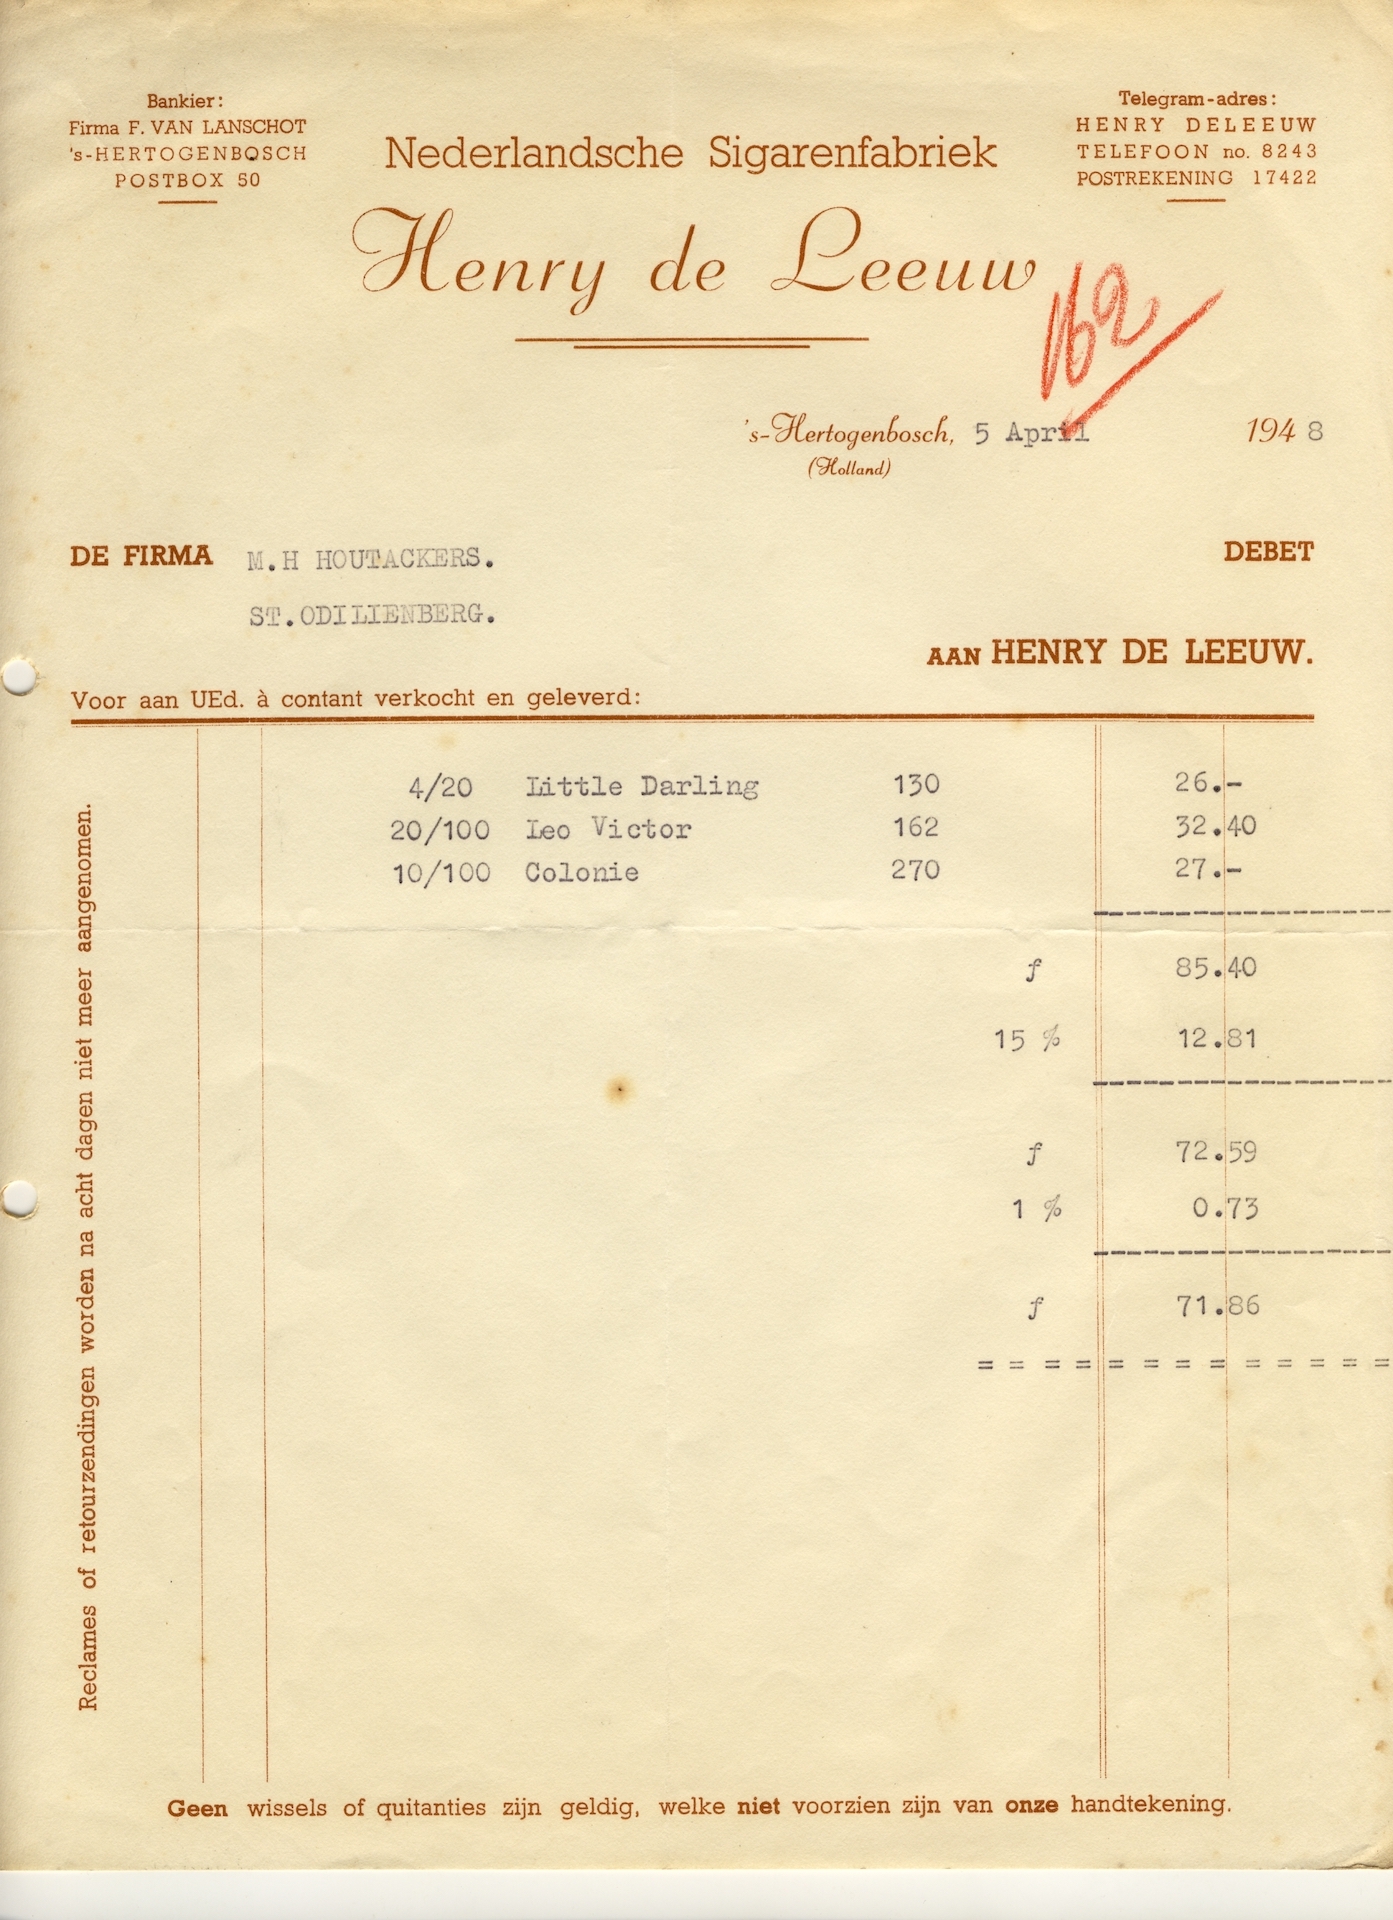 Bankier:
Firma F. VAN LANSCHOT
's-HERTOGENBOSCH
POSTBOX 50
Telegram-adres:
HENRY DELEEUW
TELEFOON no. 8243
POSTREKENING 17422
Nederlandsche Sigarenfabriek
Henry de Leeuw
162
's-Hertogenbosch, 5 April 1948
(Holland)
DE FIRMA M.H HOUTACKERS. DEBET
ST.ODILIENBERG.
AAN HENRY DE LEEUW.
Voor aan UEd. à contant verkocht en geleverd:
4/20 Little Darling 130 26.-
20/100 Leo Victor 162 32.40
10/100 Colonie 270 27.-
f 85.40
15 % 12.81
f 72.59
1 % 0.73
f 71.86
Reclames of retourzendingen worden na acht dagen niet meer aangenomen.
Geen wissels of quitanties zijn geldig, welke niet voorzien zijn van onze handtekening.